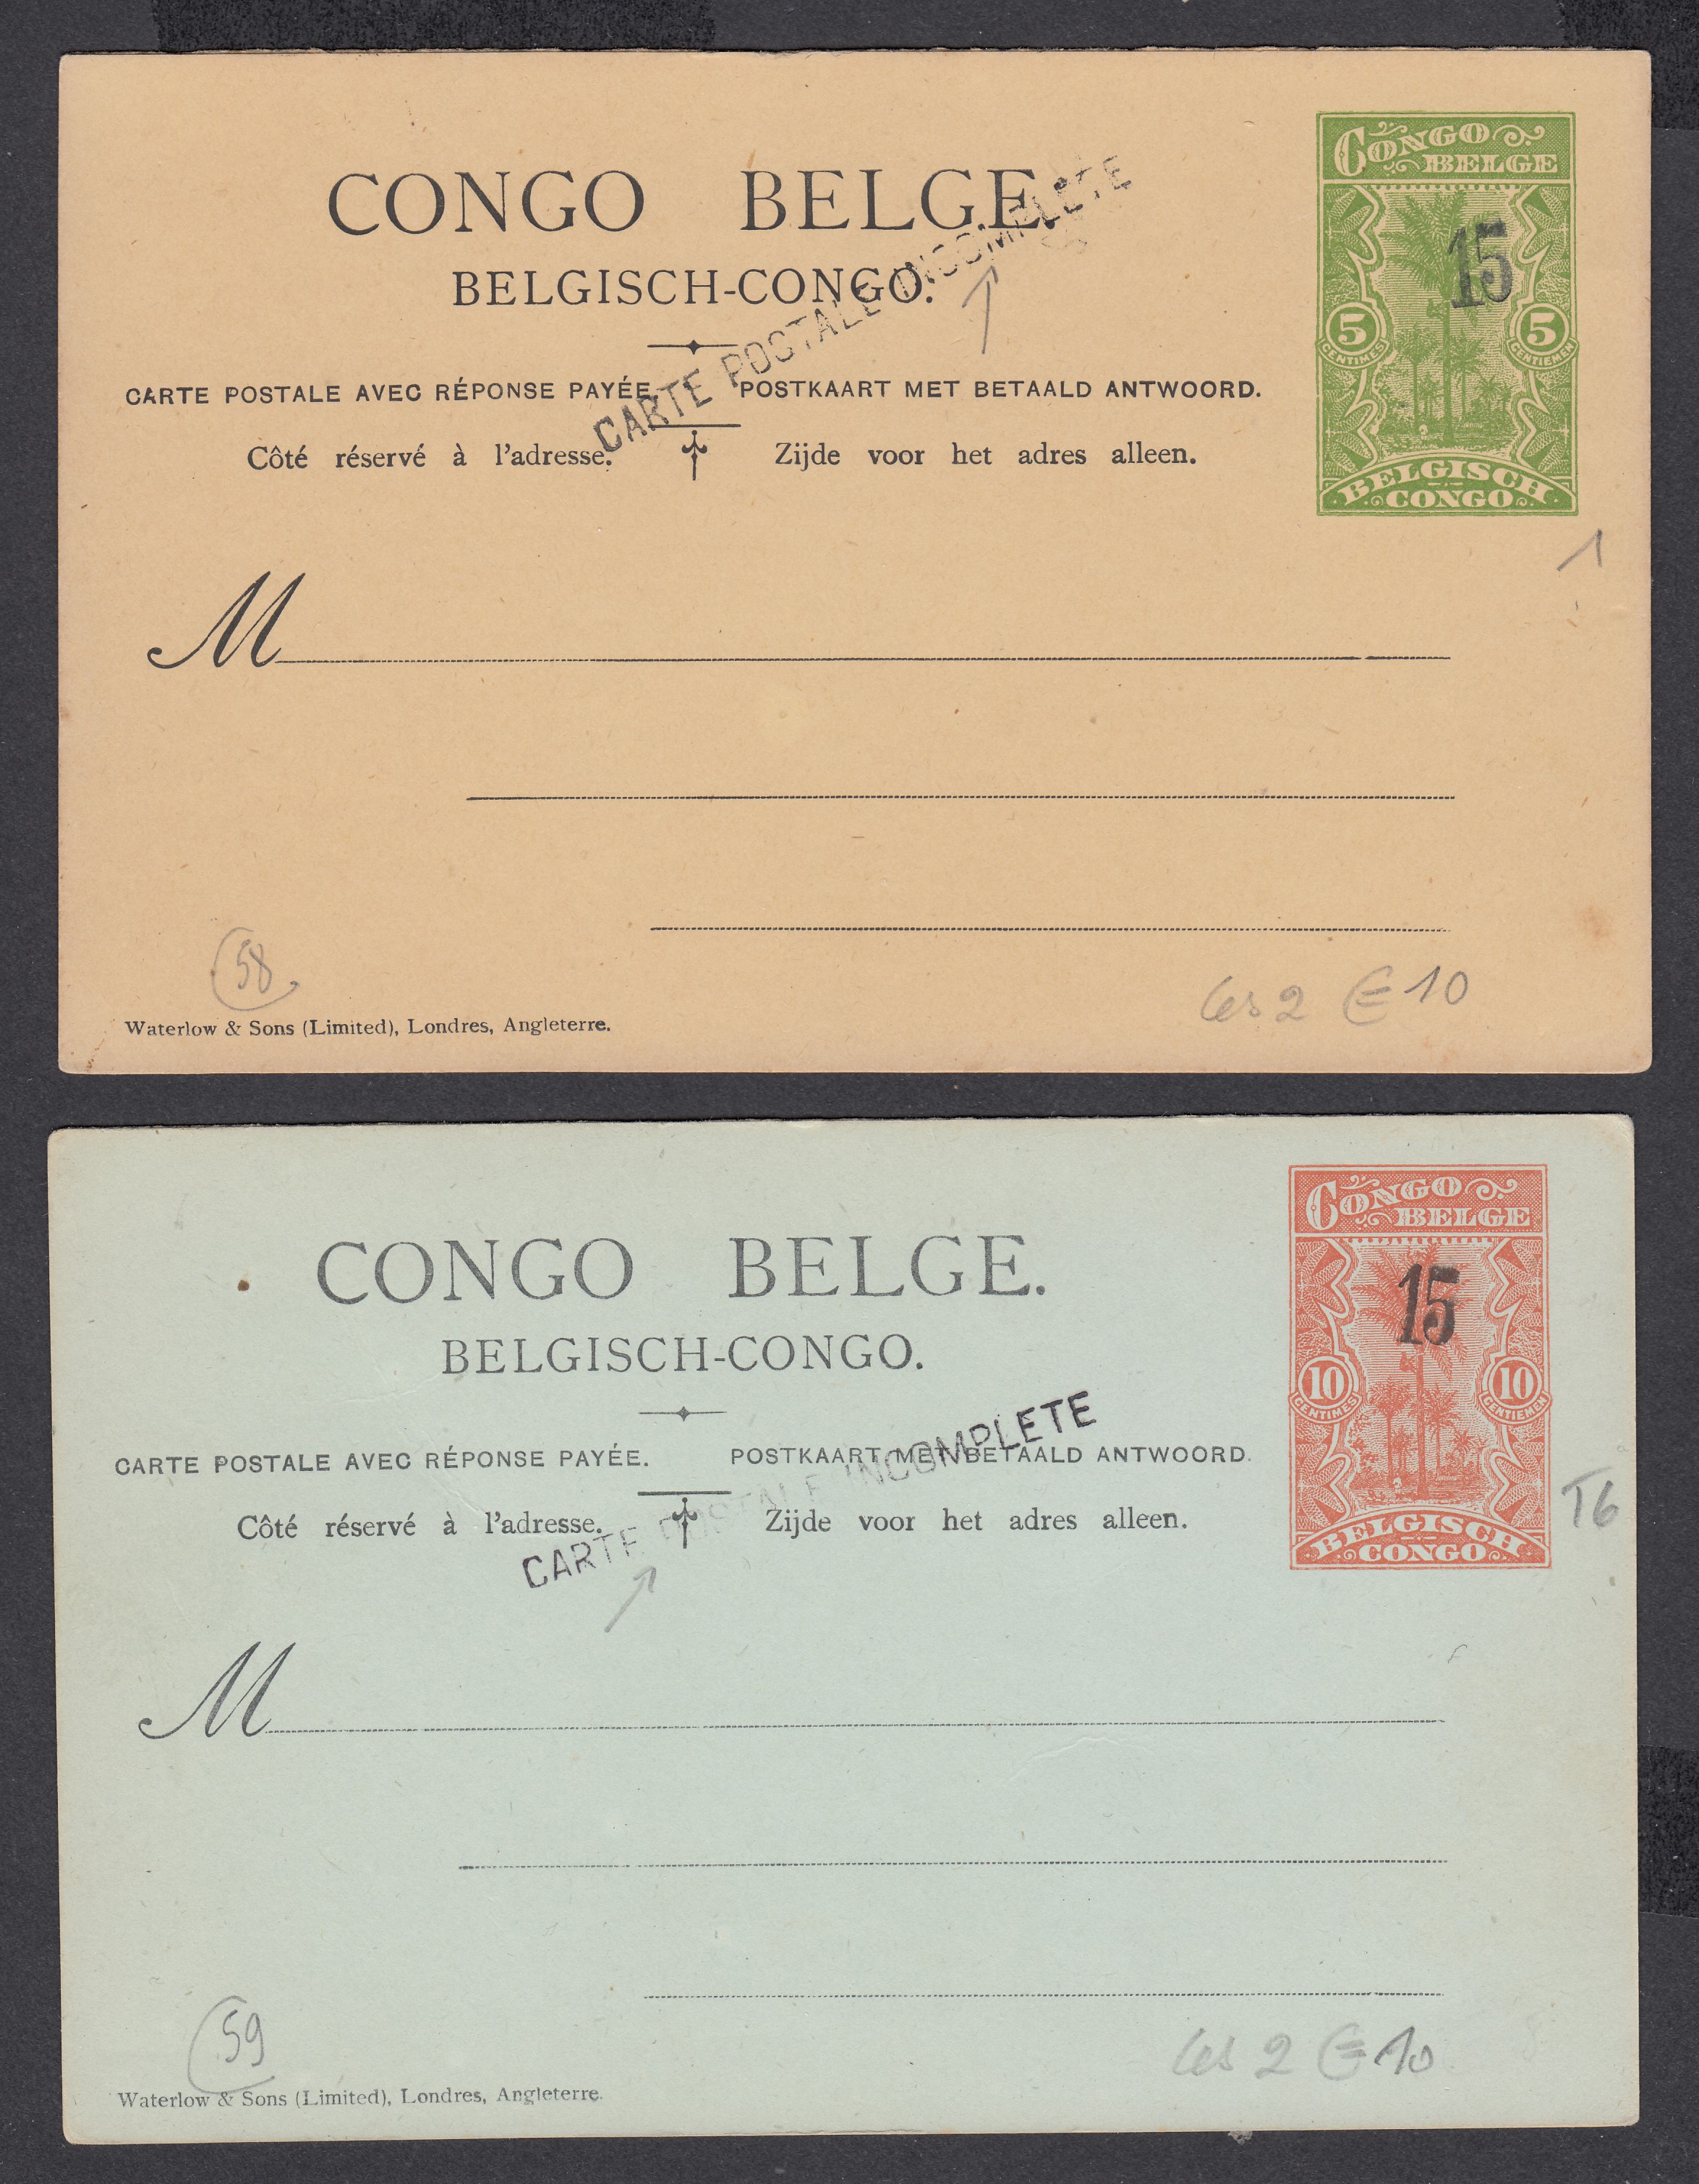 CONGO BELGE.
BELGISCH-CONGO.
CARTE POSTALE INCOMPLETE
CARTE POSTALE AVEC RÉPONSE PAYÉE. POSTKAART MET BETAALD ANTWOORD.
Côté réservé à l'adresse. Zijde voor het adres alleen.
CONGO
BELGE
15
5 5
CENTIMES CENTIEMEN
BELGISCH
CONGO
1
M
58
les 2 € 10
Waterlow & Sons (Limited), Londres, Angleterre.
CONGO BELGE.
BELGISCH-CONGO.
CARTE POSTALE AVEC RÉPONSE PAYÉE. POSTKAART MET BETAALD ANTWOORD.
CARTE POSTALE INCOMPLETE
Côté réservé à l'adresse. Zijde voor het adres alleen.
CONGO
BELGE
15
10 10
CENTIMES CENTIEMEN
BELGISCH
CONGO
T6
M
59
les 2 € 10
Waterlow & Sons (Limited), Londres, Angleterre.